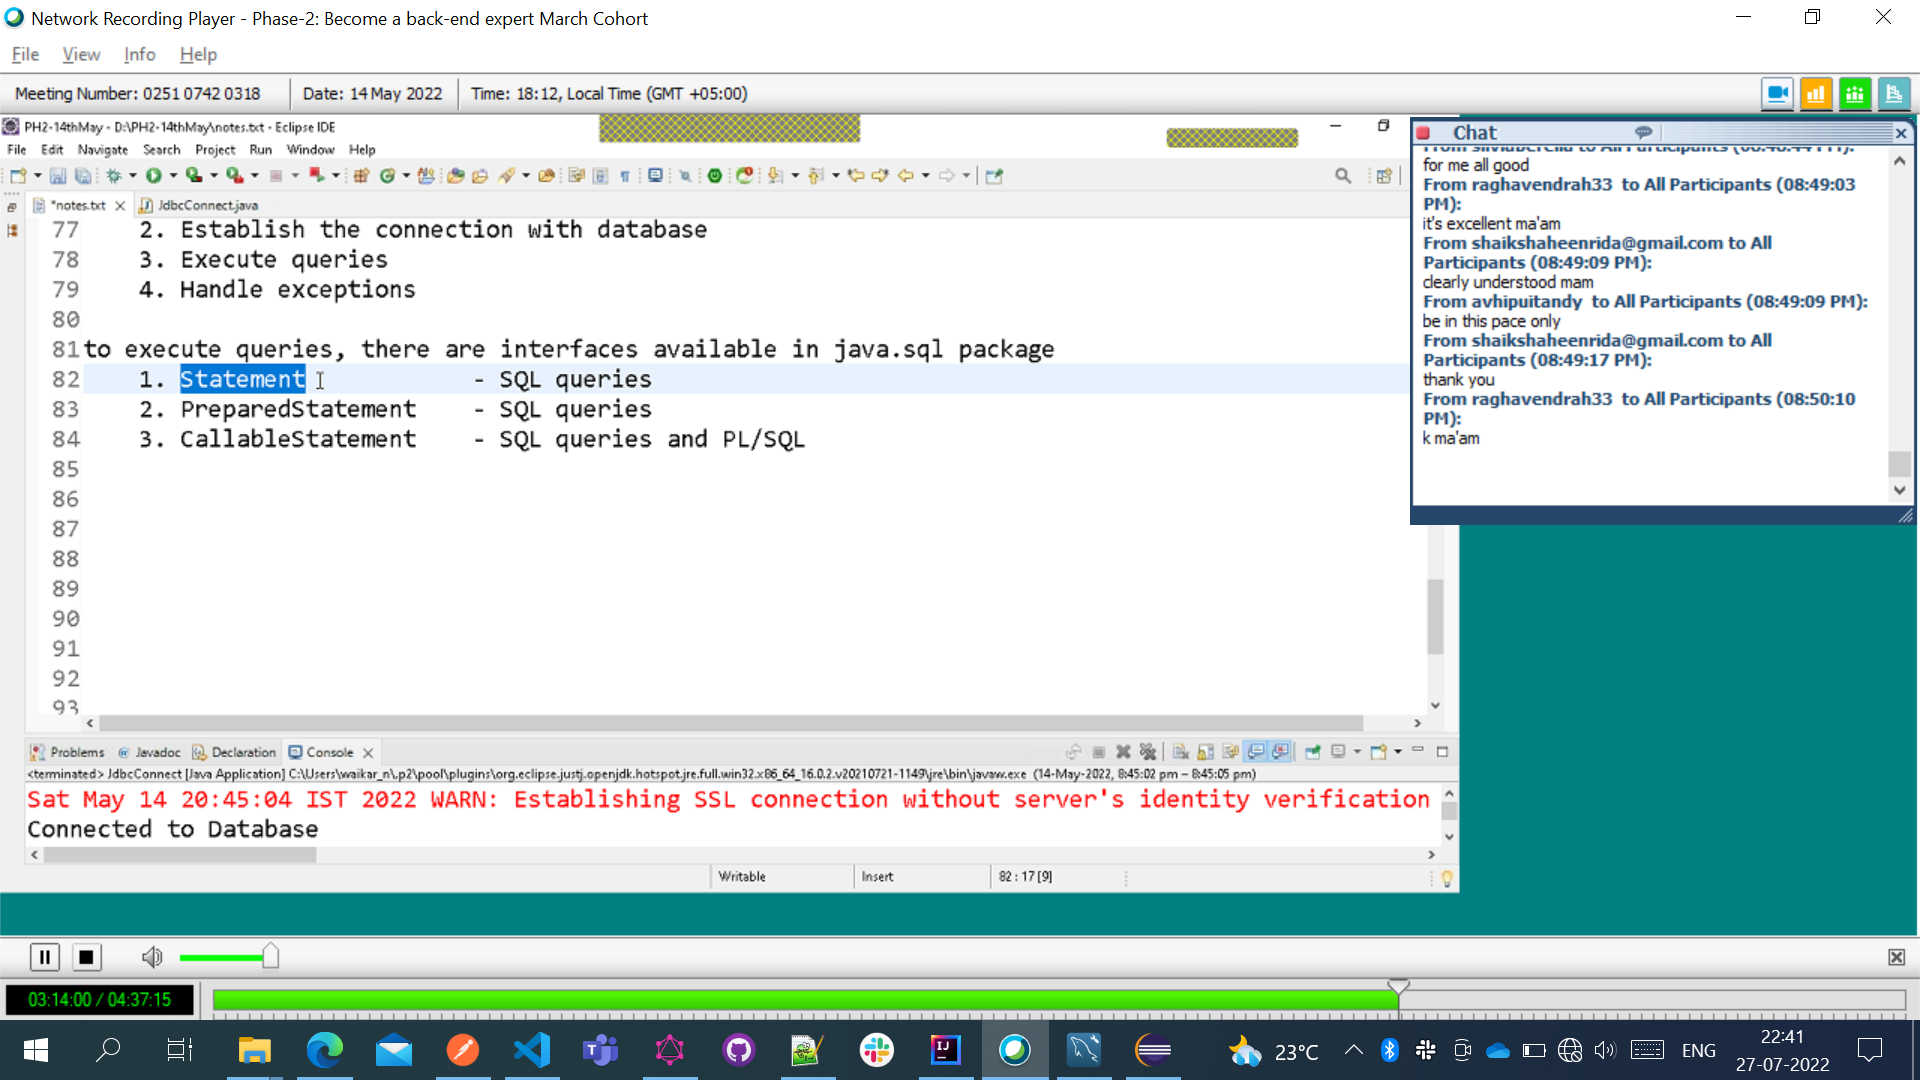 Network Recording Player - Phase-2: Become a back-end expert March Cohort
File View Info Help
Meeting Number: 0251 0742 0318 Date: 14 May 2022 Time: 18:12, Local Time (GMT +05:00)
PH2-14thMay - D:\PH2-14thMay\notes.txt - Eclipse IDE
File Edit Navigate Search Project Run Window Help
*notes.txt JdbcConnect.java
77 2. Establish the connection with database
78 3. Execute queries
79 4. Handle exceptions
80
81 to execute queries, there are interfaces available in java.sql package
82 1. Statement - SQL queries
83 2. PreparedStatement - SQL queries
84 3. CallableStatement - SQL queries and PL/SQL
85
86
87
88
89
90
91
92
93
Problems Javadoc Declaration Console
<terminated> JdbcConnect [Java Application] C:\Users\waikar_n\.p2\pool\plugins\org.eclipse.justj.openjdk.hotspot.jre.full.win32.x86_64_16.0.2.v20210721-1149\jre\bin\javaw.exe (14-May-2022, 8:45:02 pm – 8:45:05 pm)
Sat May 14 20:45:04 IST 2022 WARN: Establishing SSL connection without server's identity verification
Connected to Database
Writable Insert 82 : 17 [9]
Chat
for me all good
From raghavendrah33 to All Participants (08:49:03
PM):
it's excellent ma'am
From shaikshaheenrida@gmail.com to All
Participants (08:49:09 PM):
clearly understood mam
From avhipuitandy to All Participants (08:49:09 PM):
be in this pace only
From shaikshaheenrida@gmail.com to All
Participants (08:49:17 PM):
thank you
From raghavendrah33 to All Participants (08:50:10
PM):
k ma'am
03:14:00 / 04:37:15
23°C
ENG
22:41
27-07-2022